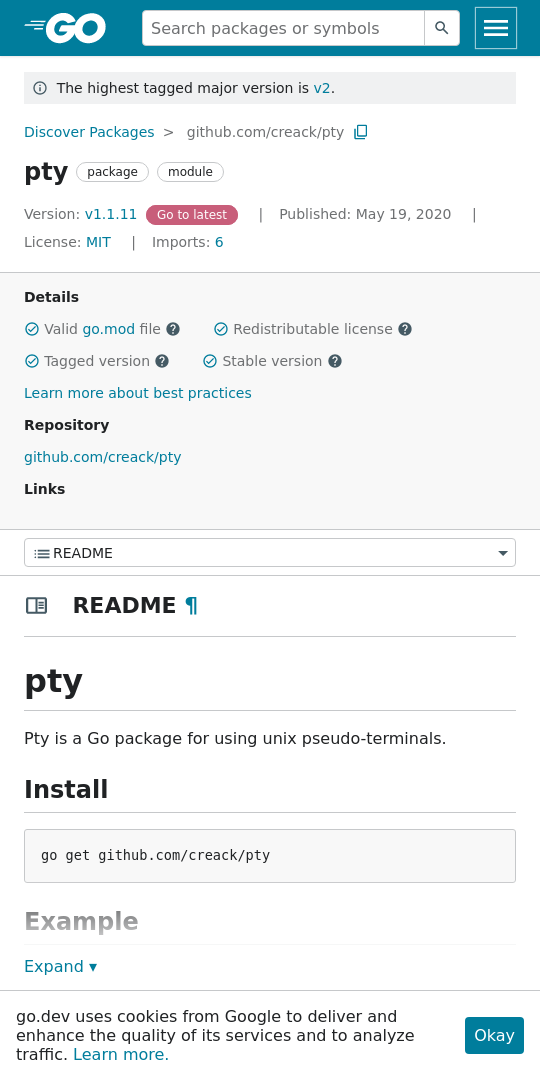 GO
Search packages or symbols
The highest tagged major version is v2.
Discover Packages > github.com/creack/pty
pty package module
Version: v1.1.11 Go to latest | Published: May 19, 2020 |
License: MIT | Imports: 6
Details
Valid go.mod file Redistributable license
Tagged version Stable version
Learn more about best practices
Repository
github.com/creack/pty
Links
README
README ¶
pty
Pty is a Go package for using unix pseudo-terminals.
Install
go get github.com/creack/pty
Example
Expand ▾
go.dev uses cookies from Google to deliver and
enhance the quality of its services and to analyze
traffic. Learn more.
Okay